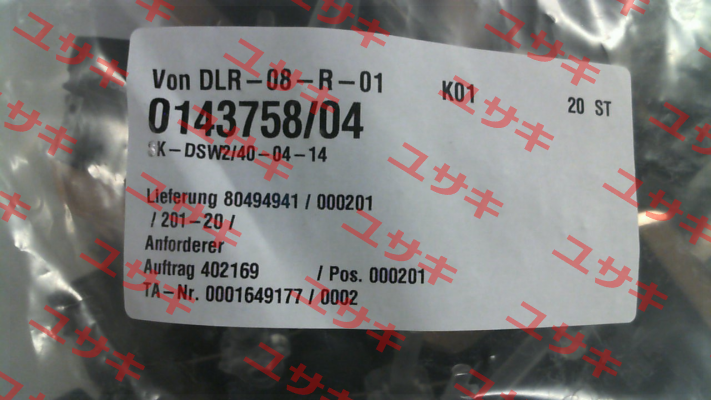 Von DLR-08-R-01 K01 20 ST
0143758/04
SK-DSW2/40-04-14
Lieferung 80494941 / 000201
/ 201-20 /
Anforderer
Auftrag 402169 / Pos. 000201
TA-Nr. 0001649177 / 0002
ユサキ